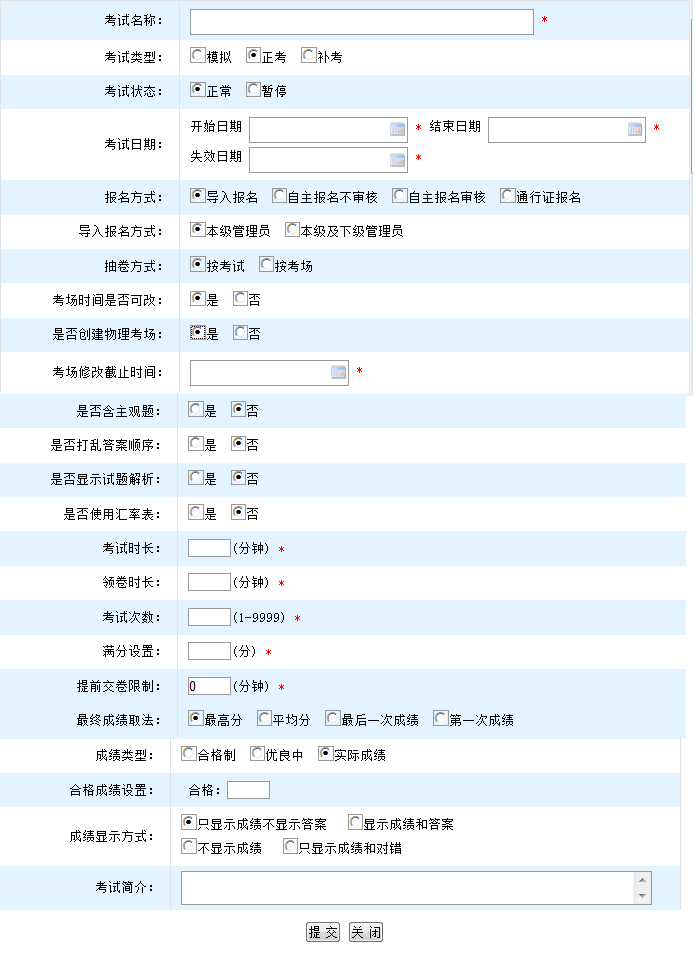 考试名称： *
考试类型： 模拟 正考 补考
考试状态： 正常 暂停
考试日期： 开始日期 * 结束日期 *
失效日期 *
报名方式： 导入报名 自主报名不审核 自主报名审核 通行证报名
导入报名方式： 本级管理员 本级及下级管理员
抽卷方式： 按考试 按考场
考场时间是否可改： 是 否
是否创建物理考场： 是 否
考场修改截止时间： *
是否含主观题： 是 否
是否打乱答案顺序： 是 否
是否显示试题解析： 是 否
是否使用汇率表： 是 否
考试时长： (分钟) *
领卷时长： (分钟) *
考试次数： (1-9999) *
满分设置： (分) *
提前交卷限制： 0 (分钟) *
最终成绩取法： 最高分 平均分 最后一次成绩 第一次成绩
成绩类型： 合格制 优良中 实际成绩
合格成绩设置： 合格：
成绩显示方式： 只显示成绩不显示答案 显示成绩和答案
不显示成绩 只显示成绩和对错
考试简介：
提交 关闭